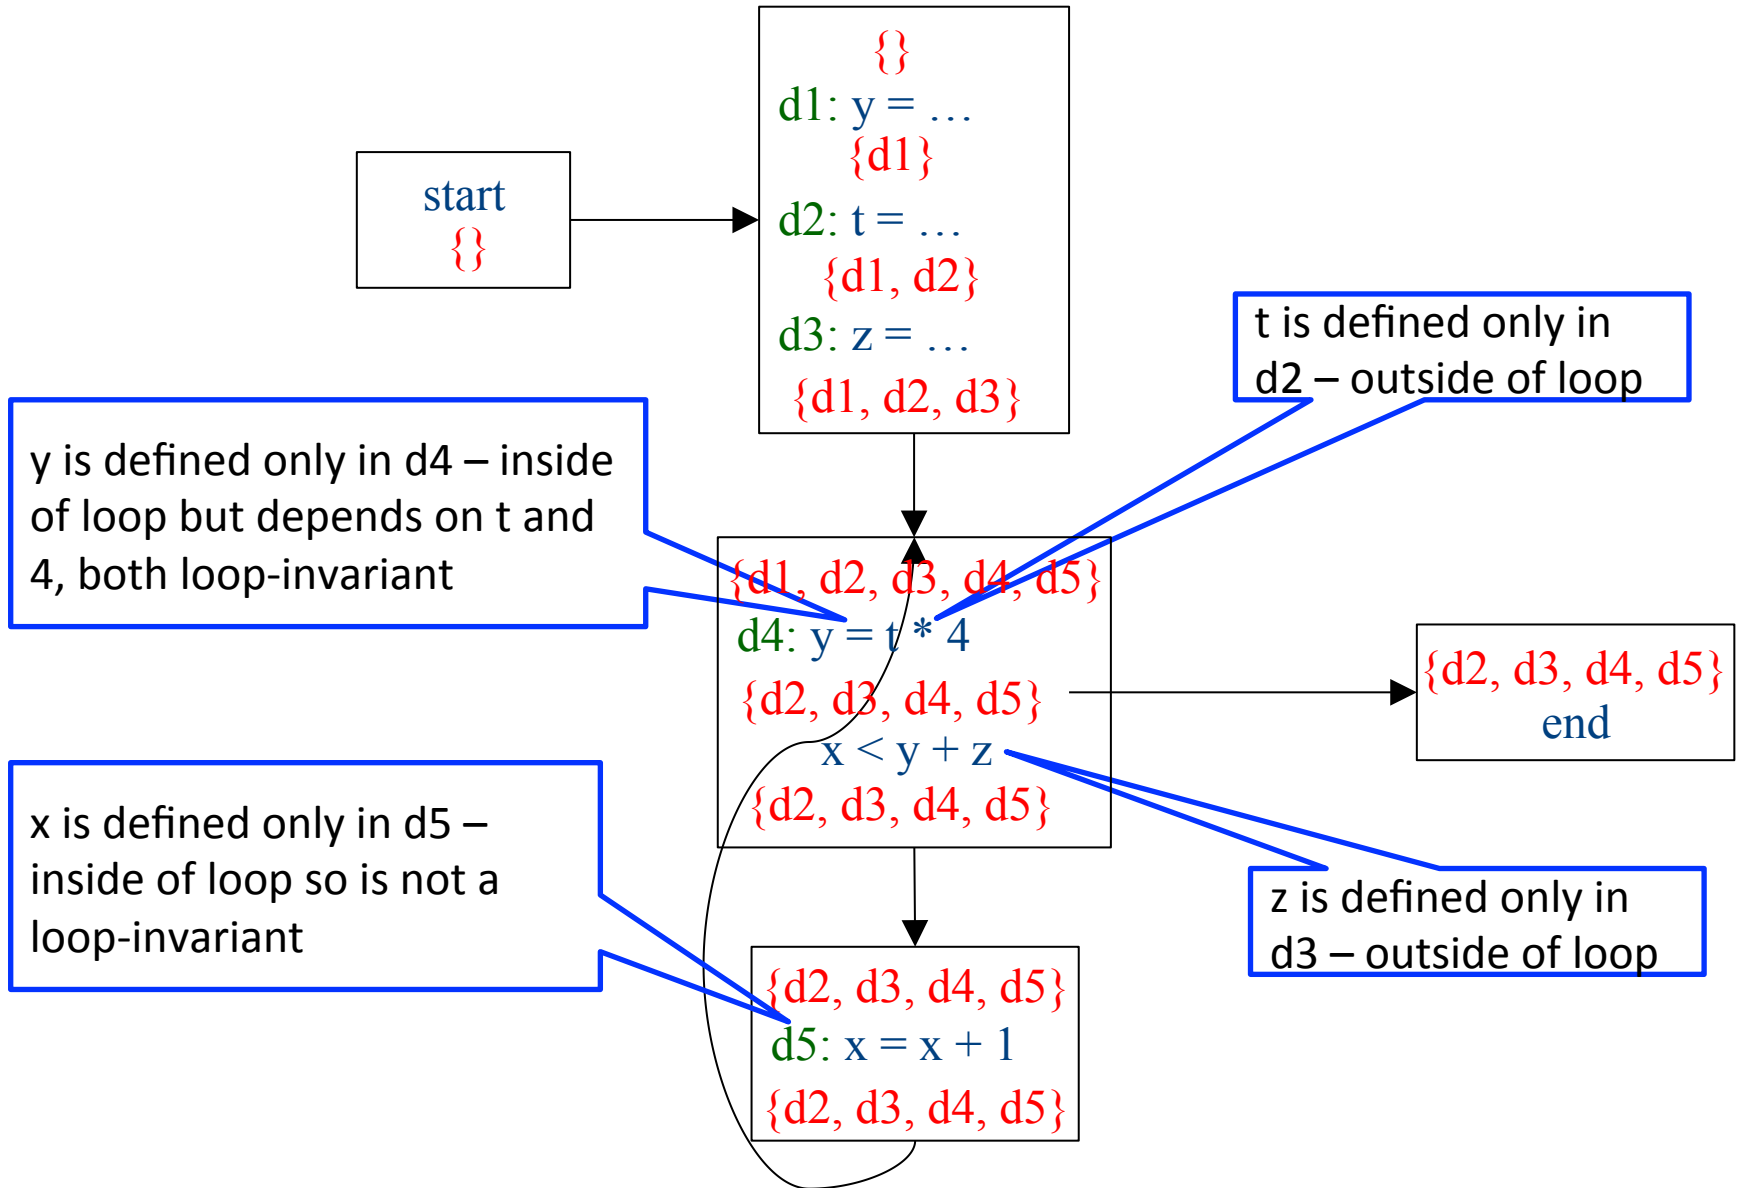 start
{}
{}
d1: y = …
{d1}
d2: t = …
{d1, d2}
d3: z = …
{d1, d2, d3}
t is defined only in
d2 – outside of loop
y is defined only in d4 – inside
of loop but depends on t and
4, both loop-invariant
{d1, d2, d3, d4, d5}
d4: y = t * 4
{d2, d3, d4, d5}
x < y + z
{d2, d3, d4, d5}
{d2, d3, d4, d5}
end
x is defined only in d5 –
inside of loop so is not a
loop-invariant
z is defined only in
d3 – outside of loop
{d2, d3, d4, d5}
d5: x = x + 1
{d2, d3, d4, d5}